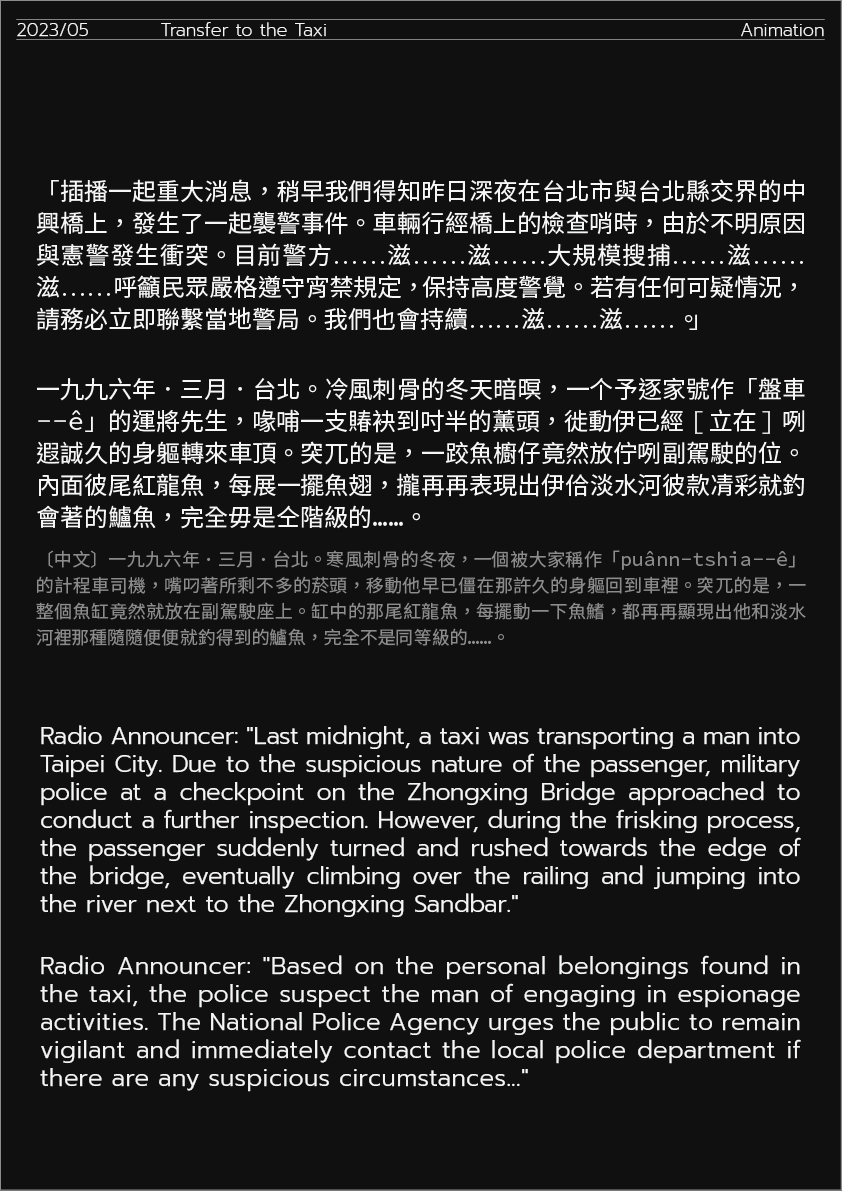 2023/05 Transfer to the Taxi Animation
「插播一起重大消息，稍早我們得知昨日深夜在台北市與台北縣交界的中
興橋上，發生了一起襲警事件。車輛行經橋上的檢查哨時，由於不明原因
與憲警發生衝突。目前警方……滋……滋……大規模搜捕……滋……
滋……呼籲民眾嚴格遵守宵禁規定，保持高度警覺。若有任何可疑情況，
請務必立即聯繫當地警局。我們也會持續……滋……滋……。」
一九九六年．三月．台北。冷風刺骨的冬天暗暝，一个予逐家號作「盤車
--ê」的運將先生，喙哺一支賰袂到吋半的薰頭，徙動伊已經［立在］咧
遐誠久的身軀轉來車頂。突兀的是，一跤魚櫥仔竟然放佇咧副駕駛的位。
內面彼尾紅龍魚，每展一擺魚翅，攏再再表現出伊佮淡水河彼款凊彩就釣
會著的鱸魚，完全毋是仝階級的……。
〔中文〕一九九六年．三月．台北。寒風刺骨的冬夜，一個被大家稱作「puânn-tshia--ê」
的計程車司機，嘴叼著所剩不多的菸頭，移動他早已僵在那許久的身軀回到車裡。突兀的是，一
整個魚缸竟然就放在副駕駛座上。缸中的那尾紅龍魚，每擺動一下魚鰭，都再再顯現出他和淡水
河裡那種隨隨便便就釣得到的鱸魚，完全不是同等級的……。
Radio Announcer: "Last midnight, a taxi was transporting a man into
Taipei City. Due to the suspicious nature of the passenger, military
police at a checkpoint on the Zhongxing Bridge approached to
conduct a further inspection. However, during the frisking process,
the passenger suddenly turned and rushed towards the edge of
the bridge, eventually climbing over the railing and jumping into
the river next to the Zhongxing Sandbar."
Radio Announcer: "Based on the personal belongings found in
the taxi, the police suspect the man of engaging in espionage
activities. The National Police Agency urges the public to remain
vigilant and immediately contact the local police department if
there are any suspicious circumstances..."